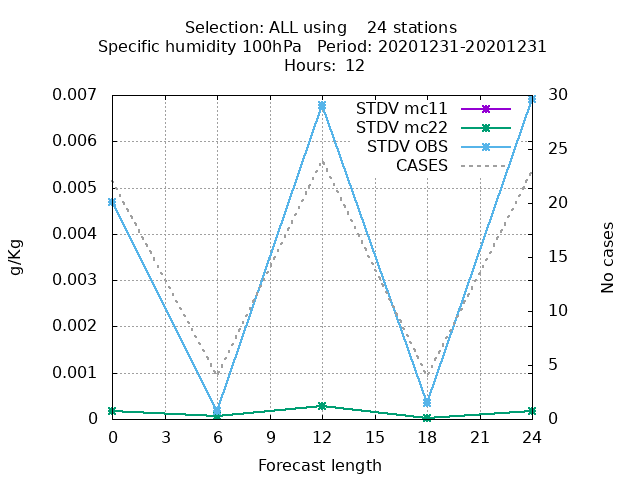 Selection: ALL using    24 stations
Specific humidity 100hPa   Period: 20201231-20201231
Hours: 12
0.007
0.006
0.005
0.004
0.003
0.002
0.001
0
30
25
20
15
10
5
0
STDV mc11
STDV mc22
STDV OBS
CASES
g/Kg
No cases
0 3 6 9 12 15 18 21 24
Forecast length